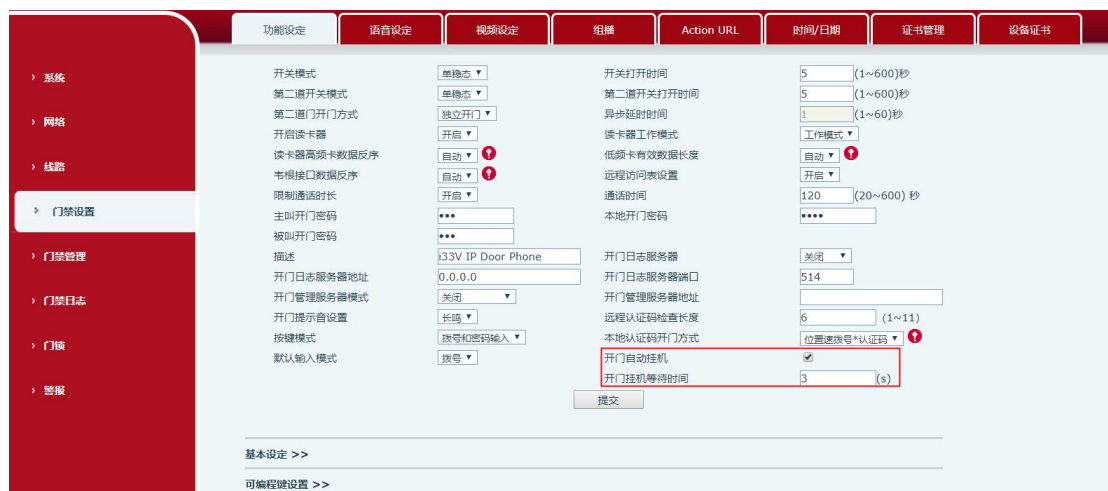 功能设定 语音设定 视频设定 组播 Action URL 时间/日期 证书管理 设备证书
› 系统
› 网络
› 线路
› 门禁设置
› 门禁管理
› 门禁日志
› 门锁
› 警报
开关模式 单稳态 开关打开时间 5 (1~600)秒
第二道开关模式 单稳态 第二道开关打开时间 5 (1~600)秒
第二道门开门方式 独立开门 异步延时时间 1 (1~60)秒
开启读卡器 开启 读卡器工作模式 工作模式
读卡器高频卡数据反序 自动 低频卡有效数据长度 自动
韦根接口数据反序 自动 远程访问表设置 开启
限制通话时长 开启 通话时间 120 (20~600) 秒
主叫开门密码 ••• 本地开门密码 ••••
被叫开门密码 •••
描述 i33V IP Door Phone 开门日志服务器 关闭
开门日志服务器地址 0.0.0.0 开门日志服务器端口 514
开门管理服务器模式 关闭 开门管理服务器地址
开门提示音设置 长鸣 远程认证码检查长度 6 (1~11)
按键模式 拨号和密码输入 本地认证码开门方式 位置速拨号*认证码
默认输入模式 拨号 开门自动挂机
开门挂机等待时间 3 (s)
提交
基本设定 >>
可编程键设置 >>